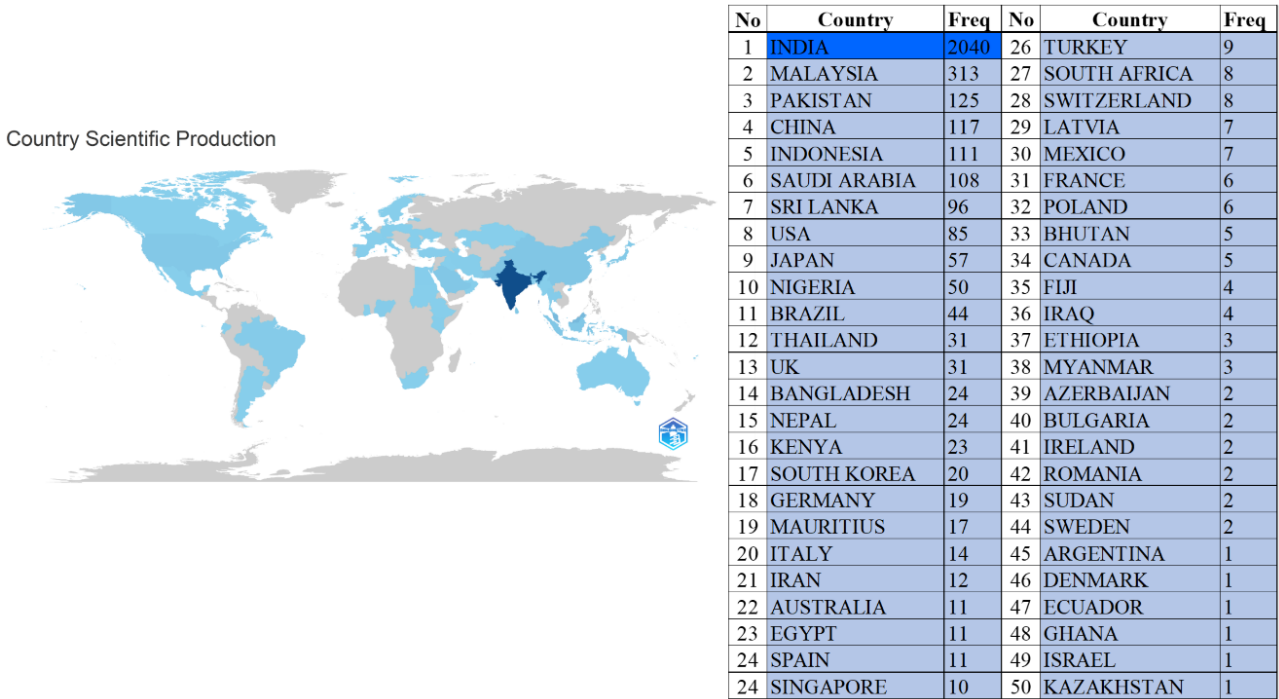 Country Scientific Production
No Country Freq No Country Freq
1 INDIA 2040 26 TURKEY 9
2 MALAYSIA 313 27 SOUTH AFRICA 8
3 PAKISTAN 125 28 SWITZERLAND 8
4 CHINA 117 29 LATVIA 7
5 INDONESIA 111 30 MEXICO 7
6 SAUDI ARABIA 108 31 FRANCE 6
7 SRI LANKA 96 32 POLAND 6
8 USA 85 33 BHUTAN 5
9 JAPAN 57 34 CANADA 5
10 NIGERIA 50 35 FIJI 4
11 BRAZIL 44 36 IRAQ 4
12 THAILAND 31 37 ETHIOPIA 3
13 UK 31 38 MYANMAR 3
14 BANGLADESH 24 39 AZERBAIJAN 2
15 NEPAL 24 40 BULGARIA 2
16 KENYA 23 41 IRELAND 2
17 SOUTH KOREA 20 42 ROMANIA 2
18 GERMANY 19 43 SUDAN 2
19 MAURITIUS 17 44 SWEDEN 2
20 ITALY 14 45 ARGENTINA 1
21 IRAN 12 46 DENMARK 1
22 AUSTRALIA 11 47 ECUADOR 1
23 EGYPT 11 48 GHANA 1
24 SPAIN 11 49 ISRAEL 1
24 SINGAPORE 10 50 KAZAKHSTAN 1